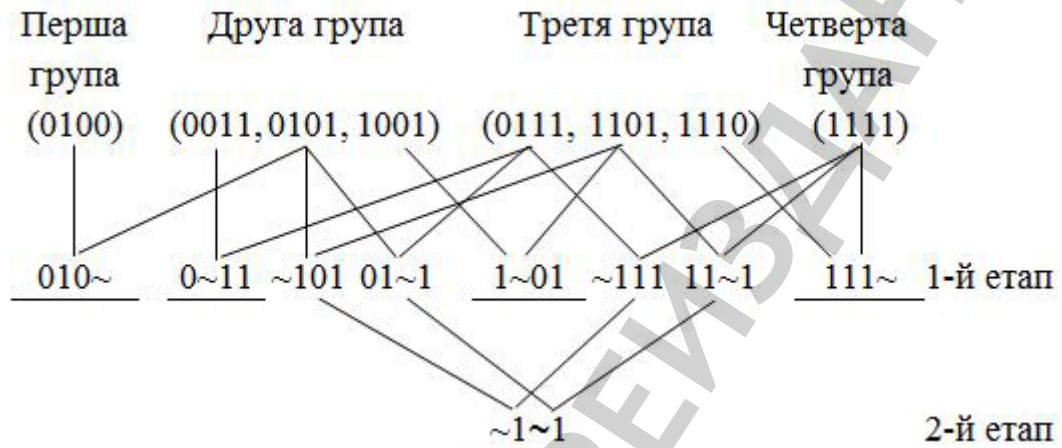 Перша Друга група Третя група Четверта
група група
(0100) (0011, 0101, 1001) (0111, 1101, 1110) (1111)
010~ 0~11 ~101 01~1 1~01 ~111 11~1 111~ 1-й етап
~1~1 2-й етап